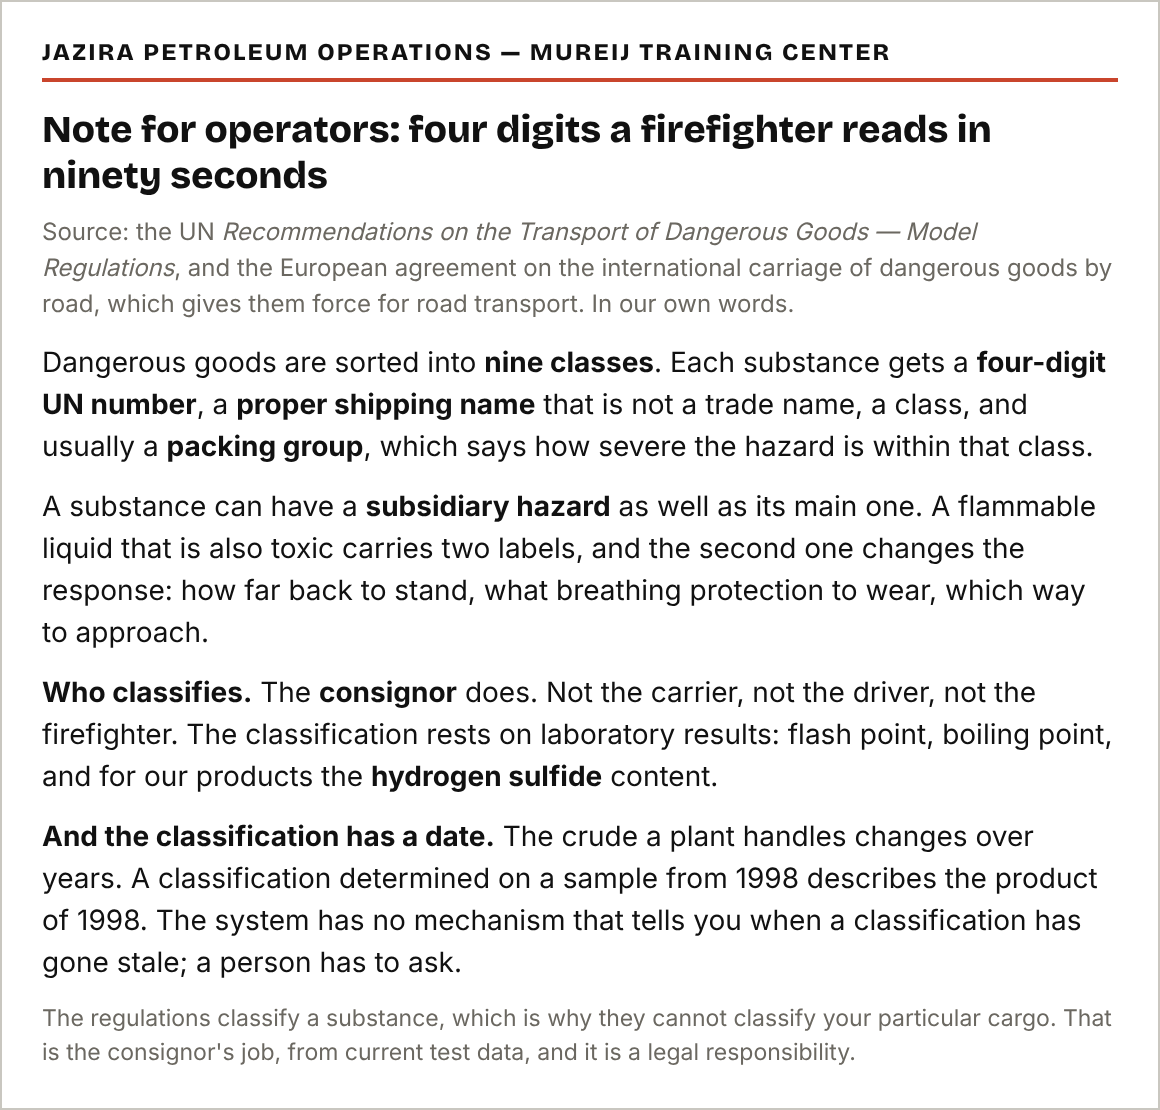 JAZIRA PETROLEUM OPERATIONS — MUREIJ TRAINING CENTER
Note for operators: four digits a firefighter reads in
ninety seconds
Source: the UN Recommendations on the Transport of Dangerous Goods — Model
Regulations, and the European agreement on the international carriage of dangerous goods by
road, which gives them force for road transport. In our own words.
Dangerous goods are sorted into nine classes. Each substance gets a four-digit
UN number, a proper shipping name that is not a trade name, a class, and
usually a packing group, which says how severe the hazard is within that class.
A substance can have a subsidiary hazard as well as its main one. A flammable
liquid that is also toxic carries two labels, and the second one changes the
response: how far back to stand, what breathing protection to wear, which way
to approach.
Who classifies. The consignor does. Not the carrier, not the driver, not the
firefighter. The classification rests on laboratory results: flash point, boiling point,
and for our products the hydrogen sulfide content.
And the classification has a date. The crude a plant handles changes over
years. A classification determined on a sample from 1998 describes the product
of 1998. The system has no mechanism that tells you when a classification has
gone stale; a person has to ask.
The regulations classify a substance, which is why they cannot classify your particular cargo. That
is the consignor's job, from current test data, and it is a legal responsibility.